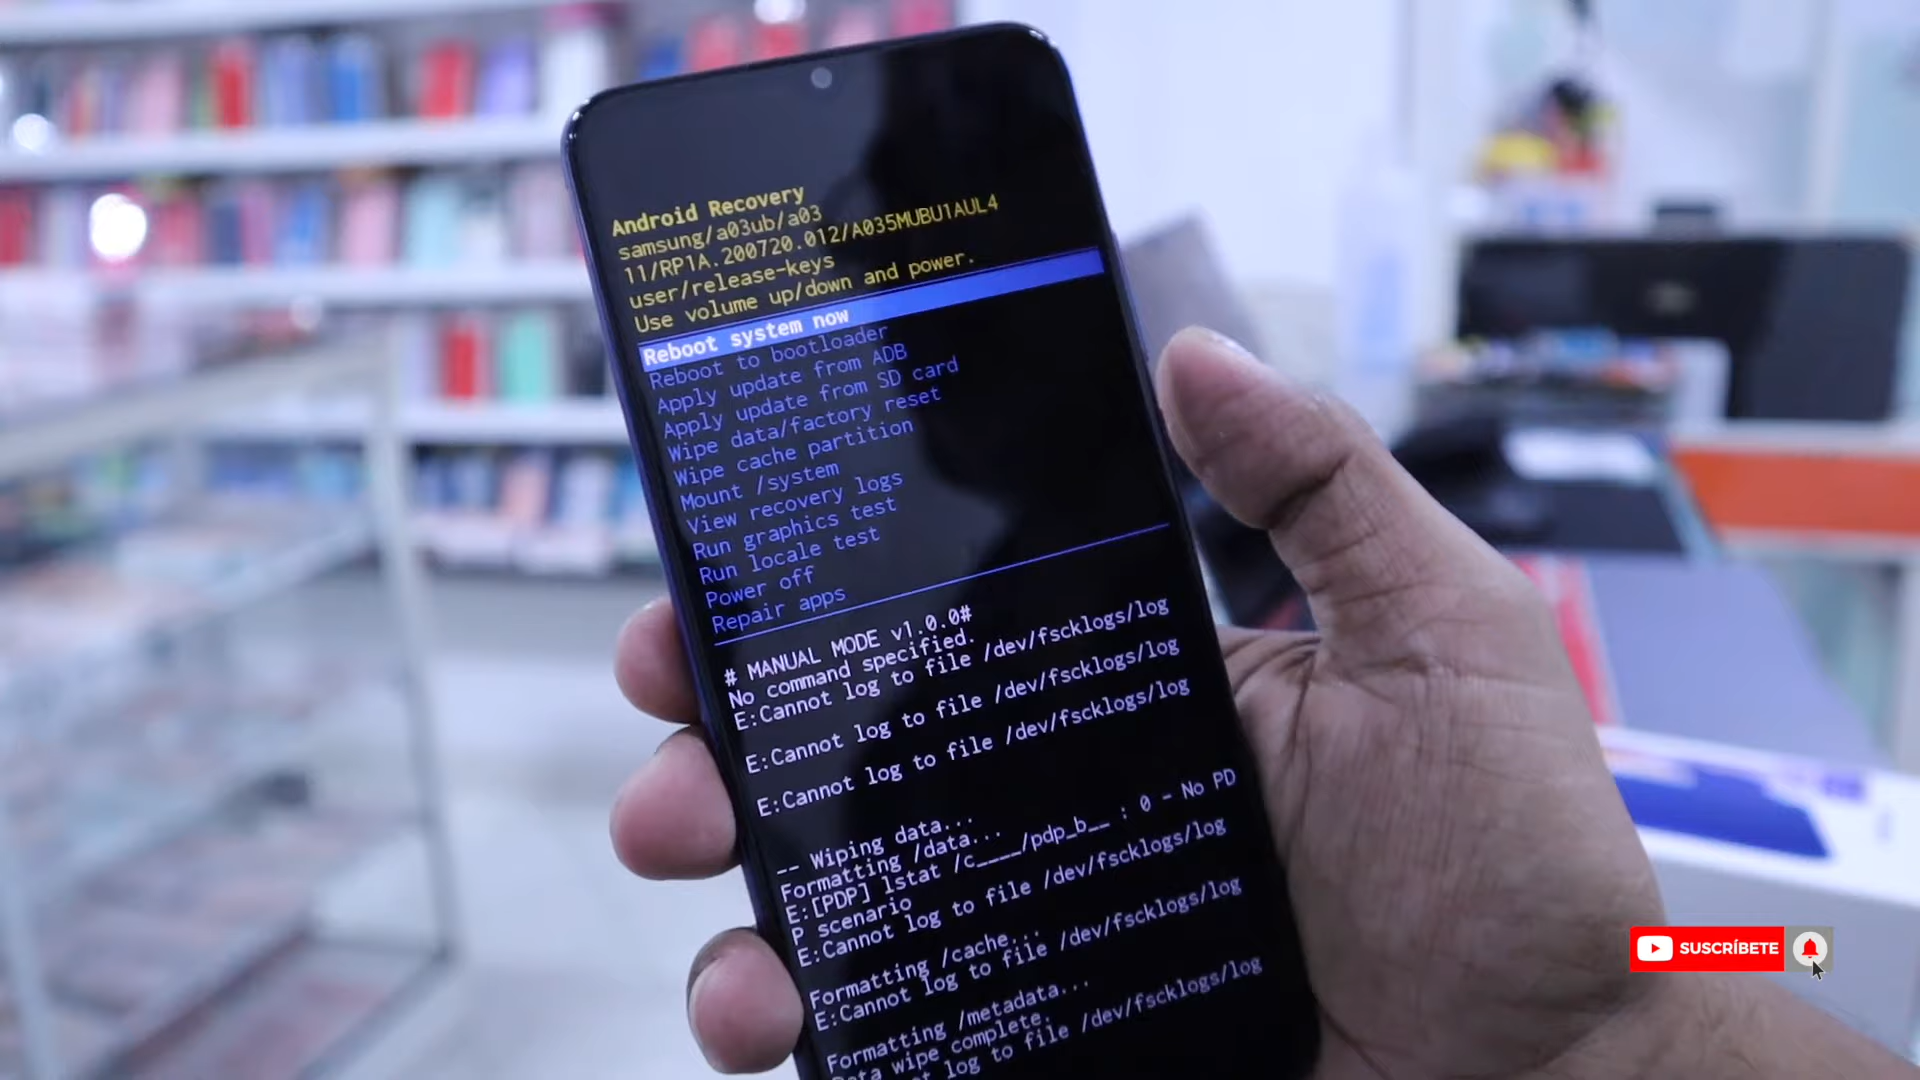 Android Recovery
samsung/a03ub/a03
11/RP1A.200720.012/A035MUBU1AUL4
user/release-keys
Use volume up/down and power.
Reboot system now
Reboot to bootloader
Apply update from ADB
Apply update from SD card
Wipe data/factory reset
Wipe cache partition
Mount /system
View recovery logs
Run graphics test
Run locale test
Power off
Repair apps
# MANUAL MODE v1.0.0#
No command specified.
E:Cannot log to file /dev/fscklogs/log
E:Cannot log to file /dev/fscklogs/log
E:Cannot log to file /dev/fscklogs/log
-- Wiping data...
Formatting /data...
E:[PDP] lstat /c____/pdp_b__ : 0 - No PD
P scenario
E:Cannot log to file /dev/fscklogs/log
Formatting /cache...
E:Cannot log to file /dev/fscklogs/log
Formatting /metadata...
Data wipe complete.
log to file /dev/fscklogs/log
SUSCRÍBETE